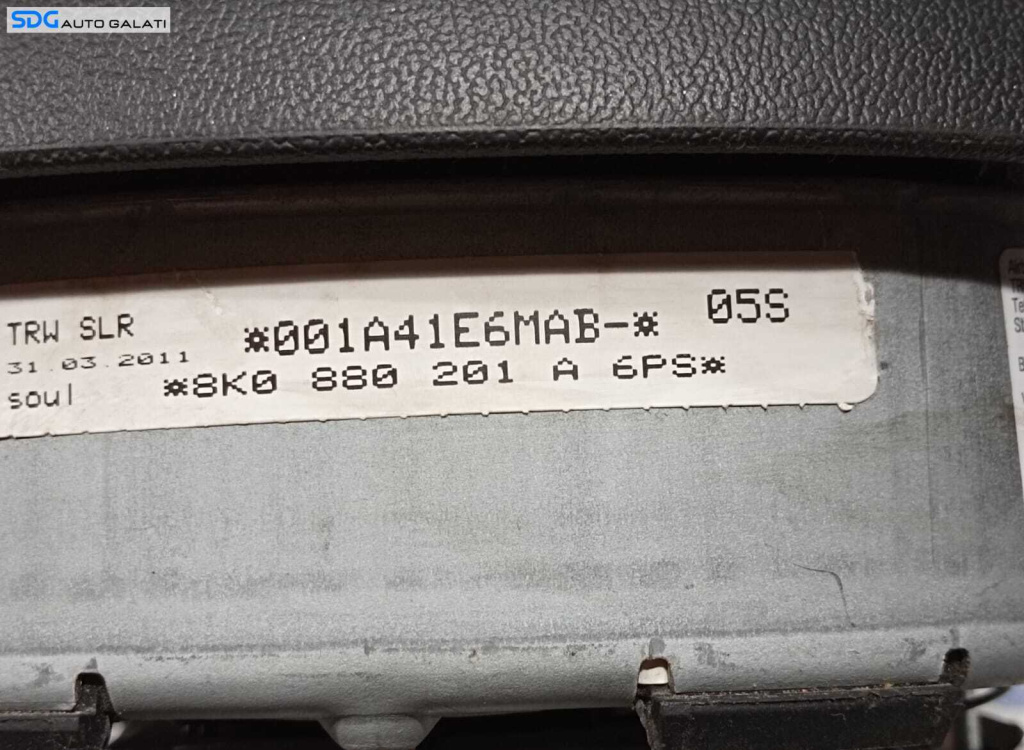 SDG AUTO GALATI
TRW SLR
31.03.2011
soul
*001A41E6MAB-*
05S
*8K0 880 201 A 6PS*